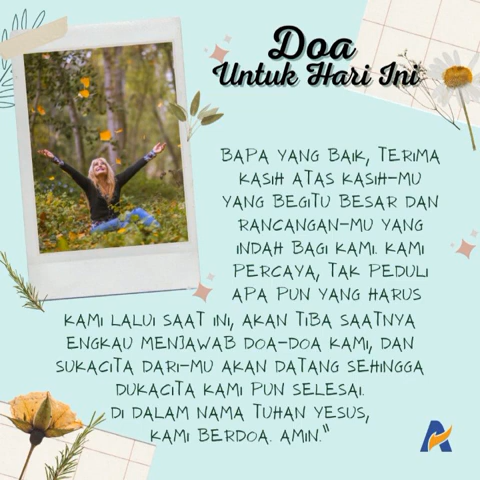 Doa
Untuk Hari Ini
BAPA YANG BAIK, TERIMA
KASIH ATAS KASIH-MU
YANG BEGITU BESAR DAN
RANCANGAN-MU YANG
INDAH BAGI KAMI. KAMI
PERCAYA, TAK PEDULI
APA PUN YANG HARUS
KAMI LALUI SAAT INI, AKAN TIBA SAATNYA
ENGKAU MENJAWAB DOA-DOA KAMI, DAN
SUKACITA DARI-MU AKAN DATANG SEHINGGA
DUKACITA KAMI PUN SELESAI.
DI DALAM NAMA TUHAN YESUS,
KAMI BERDOA. AMIN."